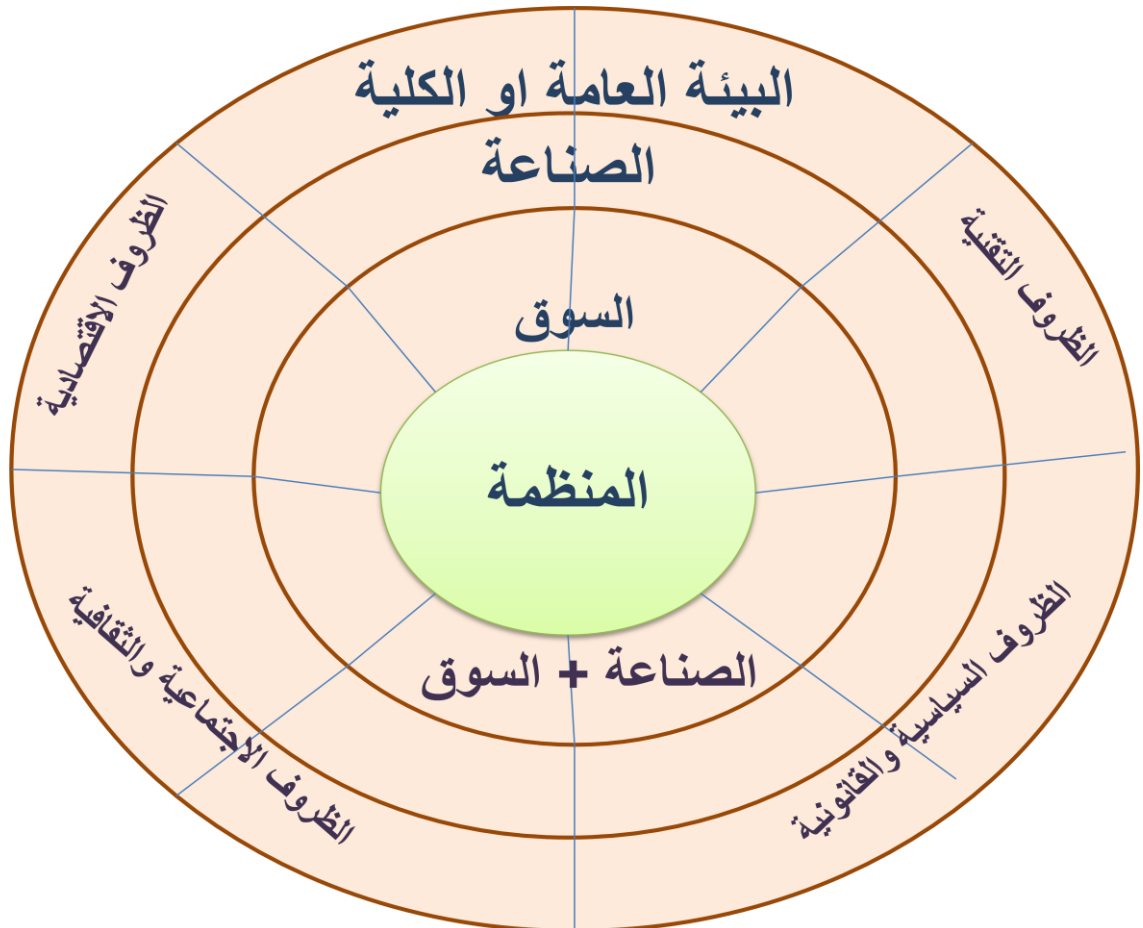 البيئة العامة او الكلية
الصناعة
الظروف التقنية
الظروف الاقتصادية
السوق
المنظمة
الصناعة + السوق
الظروف السياسية والقانونية
الظروف الاجتماعية والثقافية